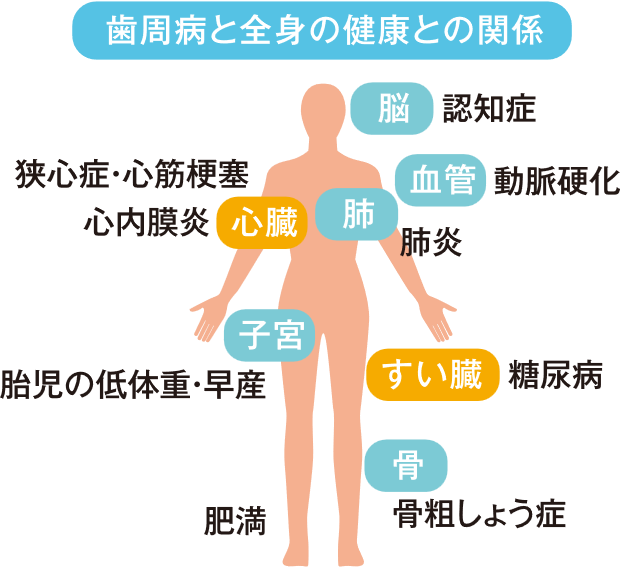 歯周病と全身の健康との関係
脳 認知症
狭心症・心筋梗塞
心内膜炎
心臓
肺
肺炎
血管 動脈硬化
子宮
胎児の低体重・早産
すい臓 糖尿病
骨
骨粗しょう症
肥満